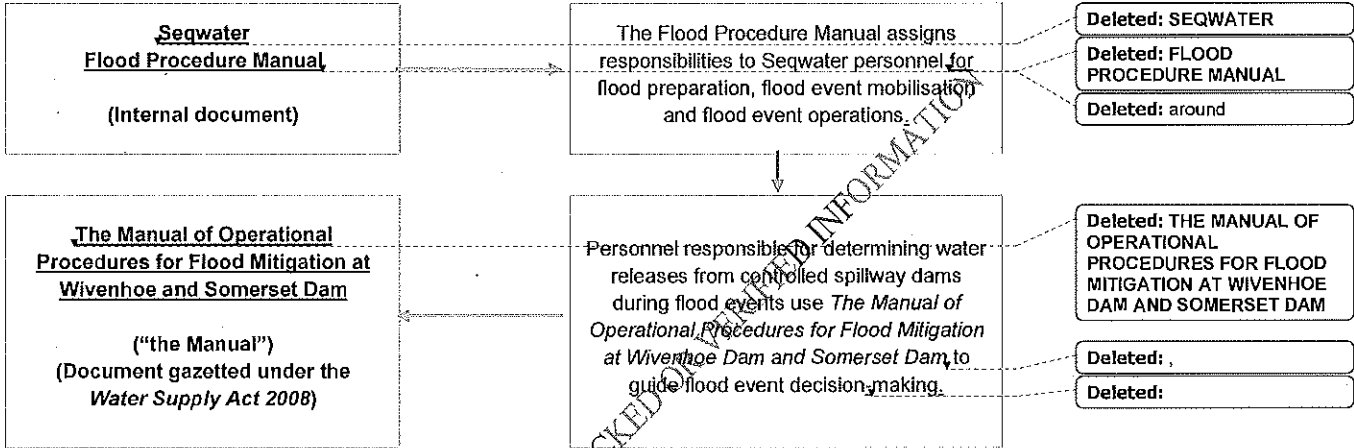 Seqwater
Flood Procedure Manual
(Internal document)
The Flood Procedure Manual assigns
responsibilities to Seqwater personnel for
flood preparation, flood event mobilisation
and flood event operations.
Deleted: SEQWATER
Deleted: FLOOD
PROCEDURE MANUAL
Deleted: around
The Manual of Operational
Procedures for Flood Mitigation at
Wivenhoe and Somerset Dam
("the Manual")
(Document gazetted under the
Water Supply Act 2008)
Personnel responsible for determining water
releases from controlled spillway dams
during flood events use The Manual of
Operational Procedures for Flood Mitigation
at Wivenhoe Dam and Somerset Dam to
guide flood event decision-making.
Deleted: THE MANUAL OF
OPERATIONAL
PROCEDURES FOR FLOOD
MITIGATION AT WIVENHOE
DAM AND SOMERSET DAM
Deleted: ,
Deleted:
CKED FOR VERIFIED INFORMATION